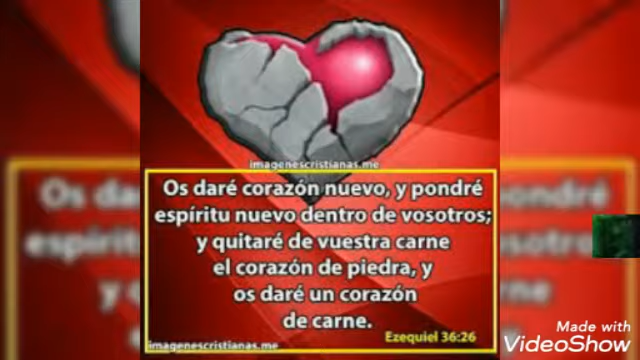 imagenescristianas.me
Os daré corazón nuevo, y pondré
espíritu nuevo dentro de vosotros;
y quitaré de vuestra carne
el corazón de piedra, y
os daré un corazón
de carne.
Ezequiel 36:26
imagenescristianas.me
Made with
VideoShow